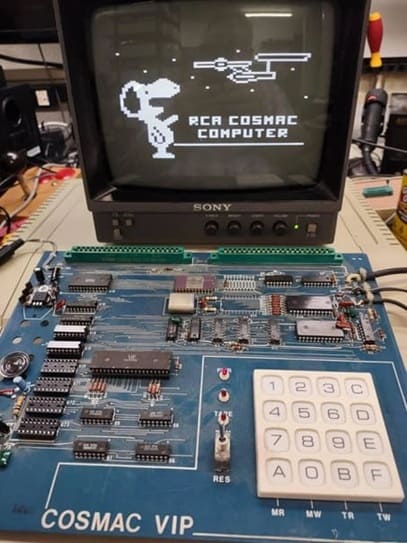 RCA COSMAC
COMPUTER
SONY
1 2 3 C
4 5 6 D
7 8 9 E
A 0 B F
RES
MR MW TR TW
COSMAC VIP